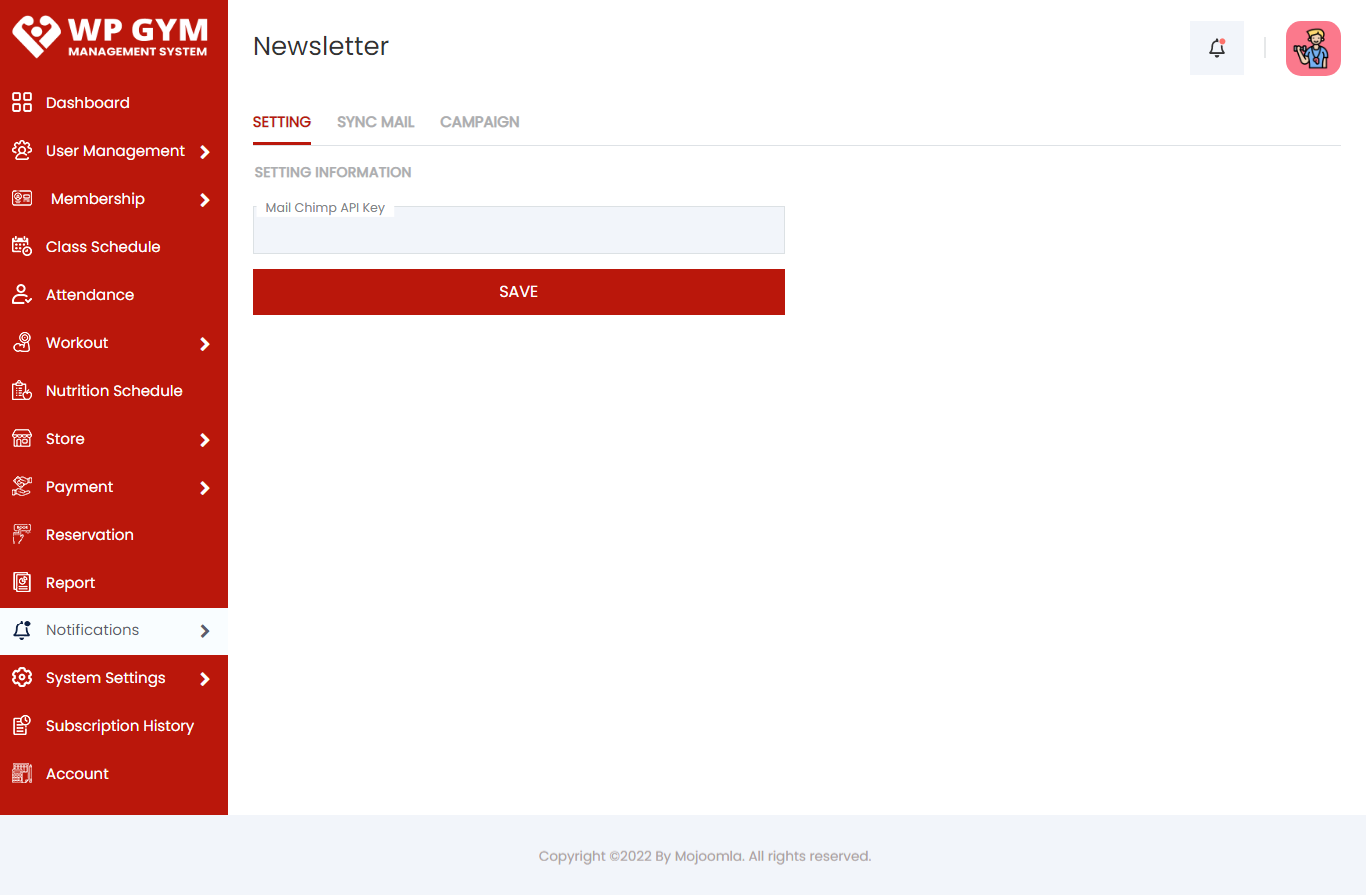 WP GYM
MANAGEMENT SYSTEM
Dashboard
User Management
Membership
Class Schedule
Attendance
Workout
Nutrition Schedule
Store
Payment
Reservation
Report
Notifications
System Settings
Subscription History
Account
Newsletter
SETTING SYNC MAIL CAMPAIGN
SETTING INFORMATION
Mail Chimp API Key
SAVE
Copyright ©2022 By Mojoomla. All rights reserved.